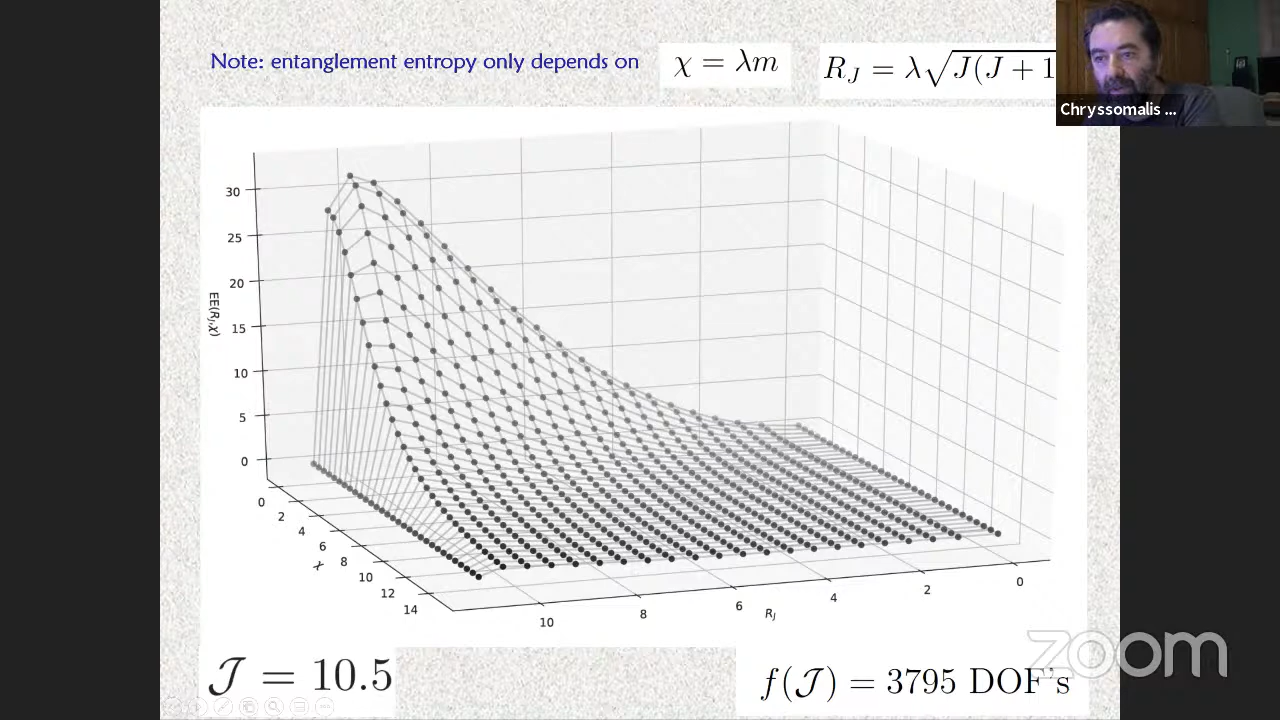 Note: entanglement entropy only depends on χ = λm R_J = λ√J(J + 1
Chryssomalis ...
30
25
20
15
10
5
0
EE(R_J,χ)
0
2
4
6
8
10
12
14
χ
10
8
6
4
2
0
R_J
zoom
𝒥 = 10.5
f(𝒥) = 3795 DOF's